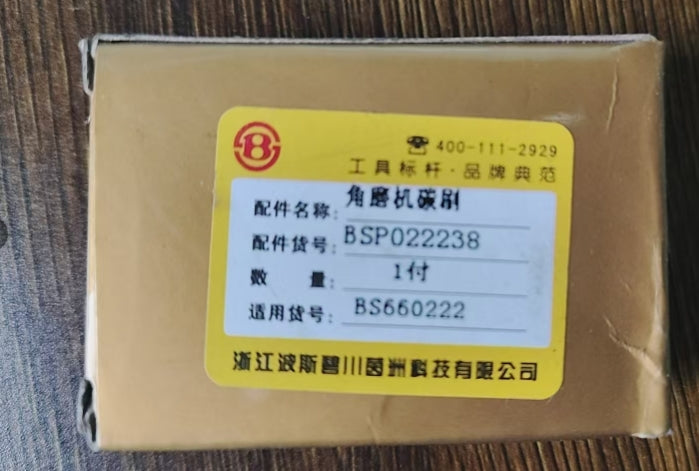 B
400-111-2929
工具标杆·品牌典范
配件名称: 角磨机碳刷
配件货号: BSP022238
数 量: 1付
适用货号: BS660222
浙江波斯碧川茵洲科技有限公司